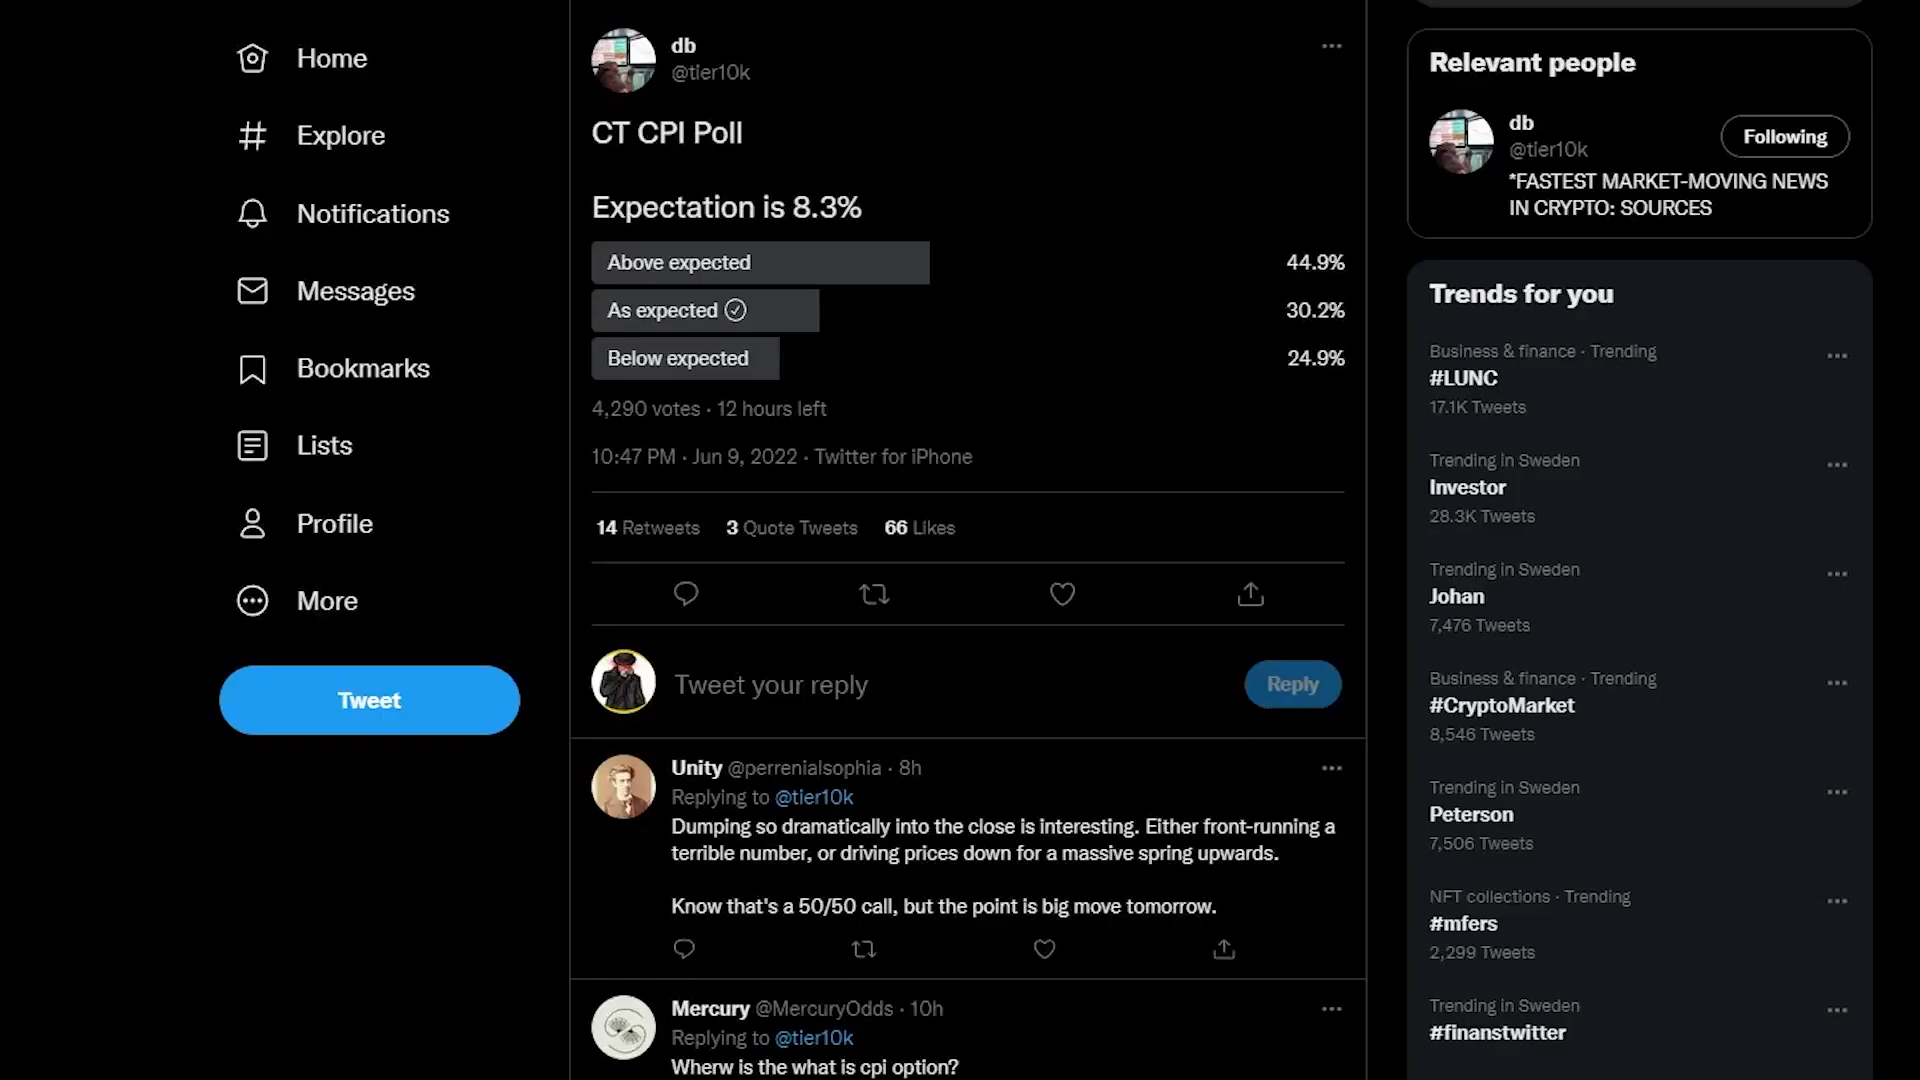 Home
Explore
Notifications
Messages
Bookmarks
Lists
Profile
More
Tweet
db
@tier10k
CT CPI Poll
Expectation is 8.3%
Above expected 44.9%
As expected 30.2%
Below expected 24.9%
4,290 votes · 12 hours left
10:47 PM · Jun 9, 2022 · Twitter for iPhone
14 Retweets 3 Quote Tweets 66 Likes
Tweet your reply
Reply
Unity @perrenialsophia · 8h
Replying to @tier10k
Dumping so dramatically into the close is interesting. Either front-running a
terrible number, or driving prices down for a massive spring upwards.
Know that's a 50/50 call, but the point is big move tomorrow.
Mercury @MercuryOdds · 10h
Replying to @tier10k
Wherw is the what is cpi option?
Relevant people
db
@tier10k
Following
*FASTEST MARKET-MOVING NEWS
IN CRYPTO: SOURCES
Trends for you
Business & finance · Trending
#LUNC
17.1K Tweets
Trending in Sweden
Investor
28.3K Tweets
Trending in Sweden
Johan
7,476 Tweets
Business & finance · Trending
#CryptoMarket
8,546 Tweets
Trending in Sweden
Peterson
7,506 Tweets
NFT collections · Trending
#mfers
2,299 Tweets
Trending in Sweden
#finanstwitter